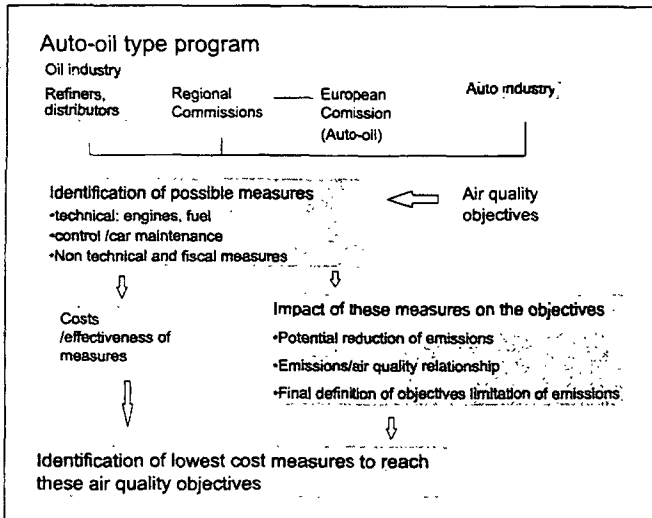 Auto-oil type program
Oil industry
Refiners, distributors
Regional Commissions
European Comission (Auto-oil)
Auto industry
Identification of possible measures
•technical: engines, fuel
•control /car maintenance
•Non technical and fiscal measures
Air quality objectives
Costs
/effectiveness of
measures
Impact of these measures on the objectives
•Potential reduction of emissions
•Emissions/air quality relationship
•Final definition of objectives limitation of emissions
Identification of lowest cost measures to reach
these air quality objectives